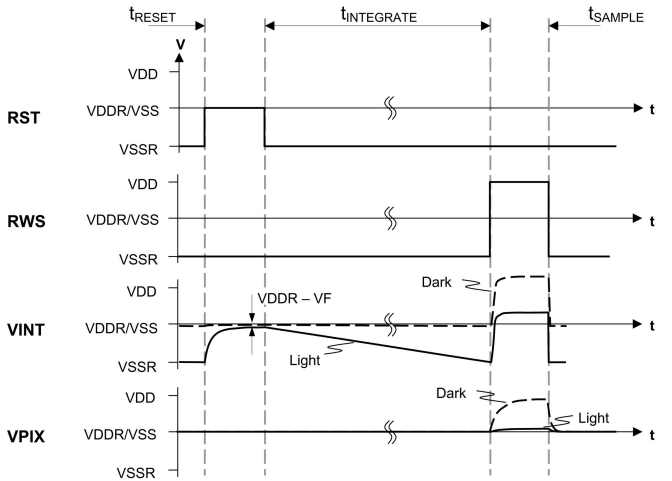 tRESET
tINTEGRATE
tSAMPLE
V
VDD
RST
VDDR/VSS
t
VSSR
VDD
RWS
VDDR/VSS
t
VSSR
VDD
VDDR – VF
Dark
VINT
VDDR/VSS
t
Light
VSSR
VDD
Dark
Light
VPIX
VDDR/VSS
t
VSSR